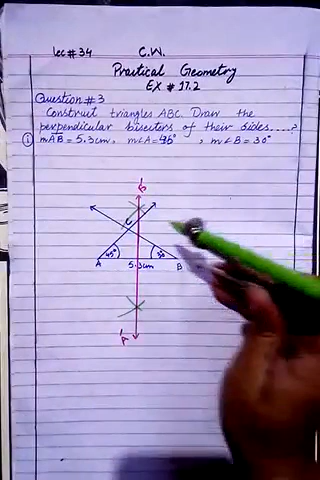 Lec # 34 C.W.
Practical Geometry
EX # 17.2
Question # 3
Construct triangles ABC. Draw the
perpendicular bisectors of their sides....?
(i) mAB = 5.3cm, m∠A = 45° , m∠B = 30°
B'
C
45° 30°
A 5.3cm B
A'